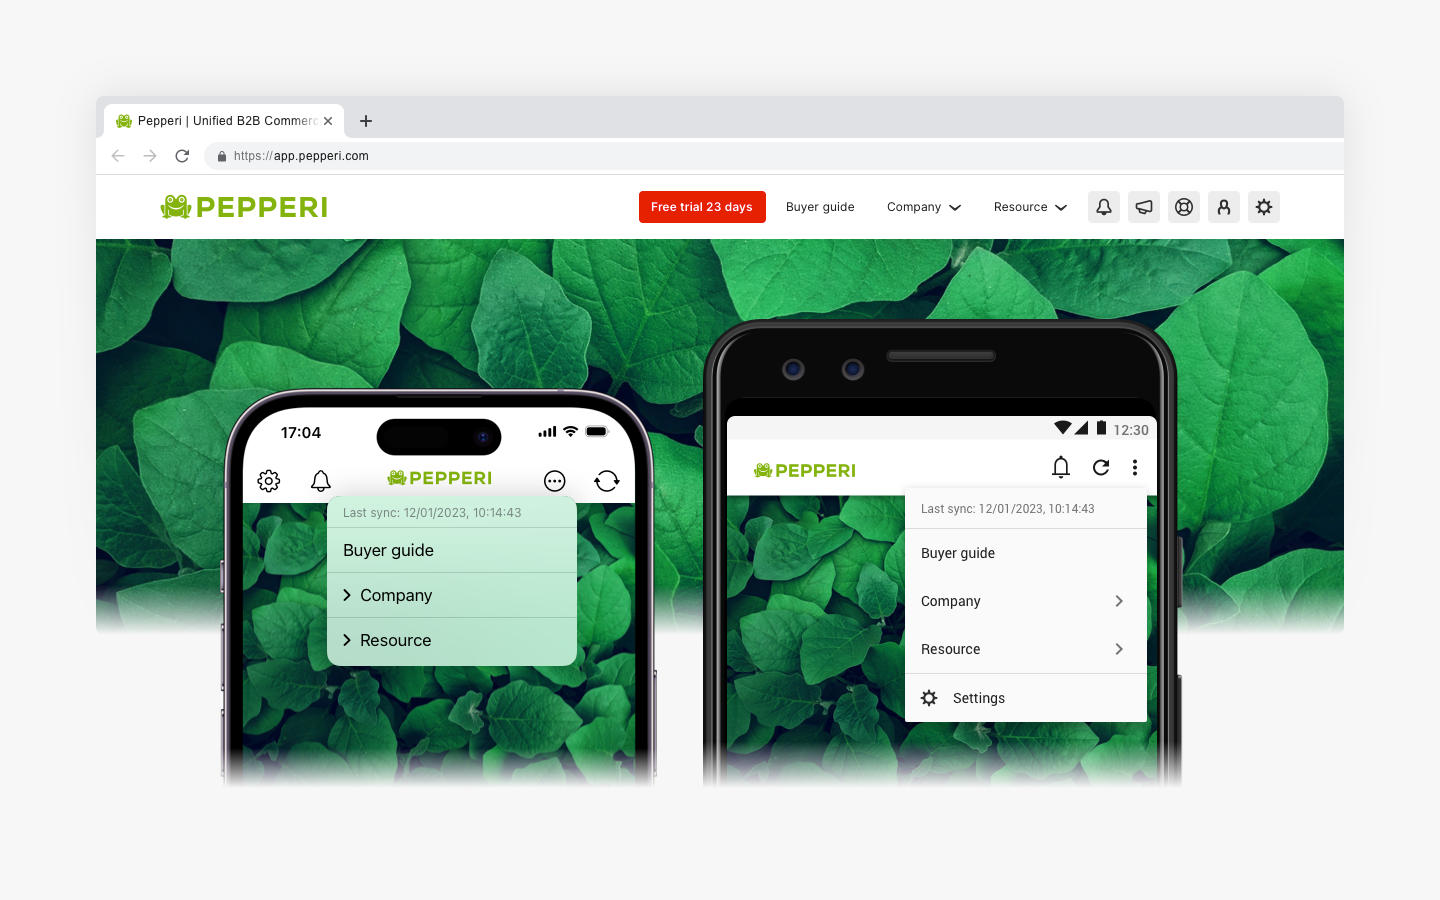 Pepperi | Unified B2B Commerc
https://app.pepperi.com
PEPPERI
Free trial 23 days
Buyer guide
Company
Resource
17:04
PEPPERI
Last sync: 12/01/2023, 10:14:43
Buyer guide
Company
Resource
12:30
PEPPERI
Last sync: 12/01/2023, 10:14:43
Buyer guide
Company
Resource
Settings